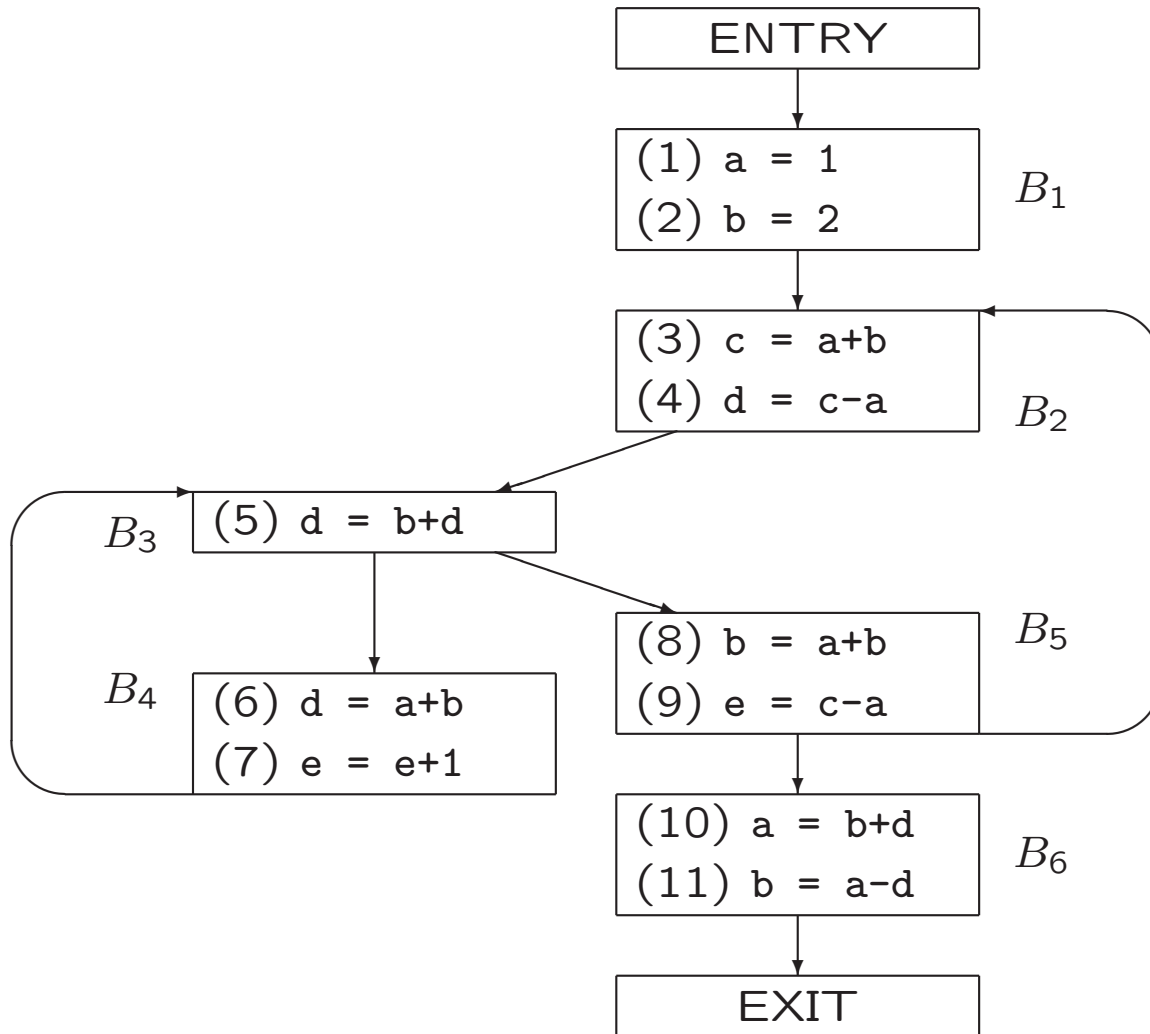 ENTRY
(1) a = 1
(2) b = 2
B1
(3) c = a+b
(4) d = c-a
B2
B3
(5) d = b+d
B4
(6) d = a+b
(7) e = e+1
(8) b = a+b
(9) e = c-a
B5
(10) a = b+d
(11) b = a-d
B6
EXIT